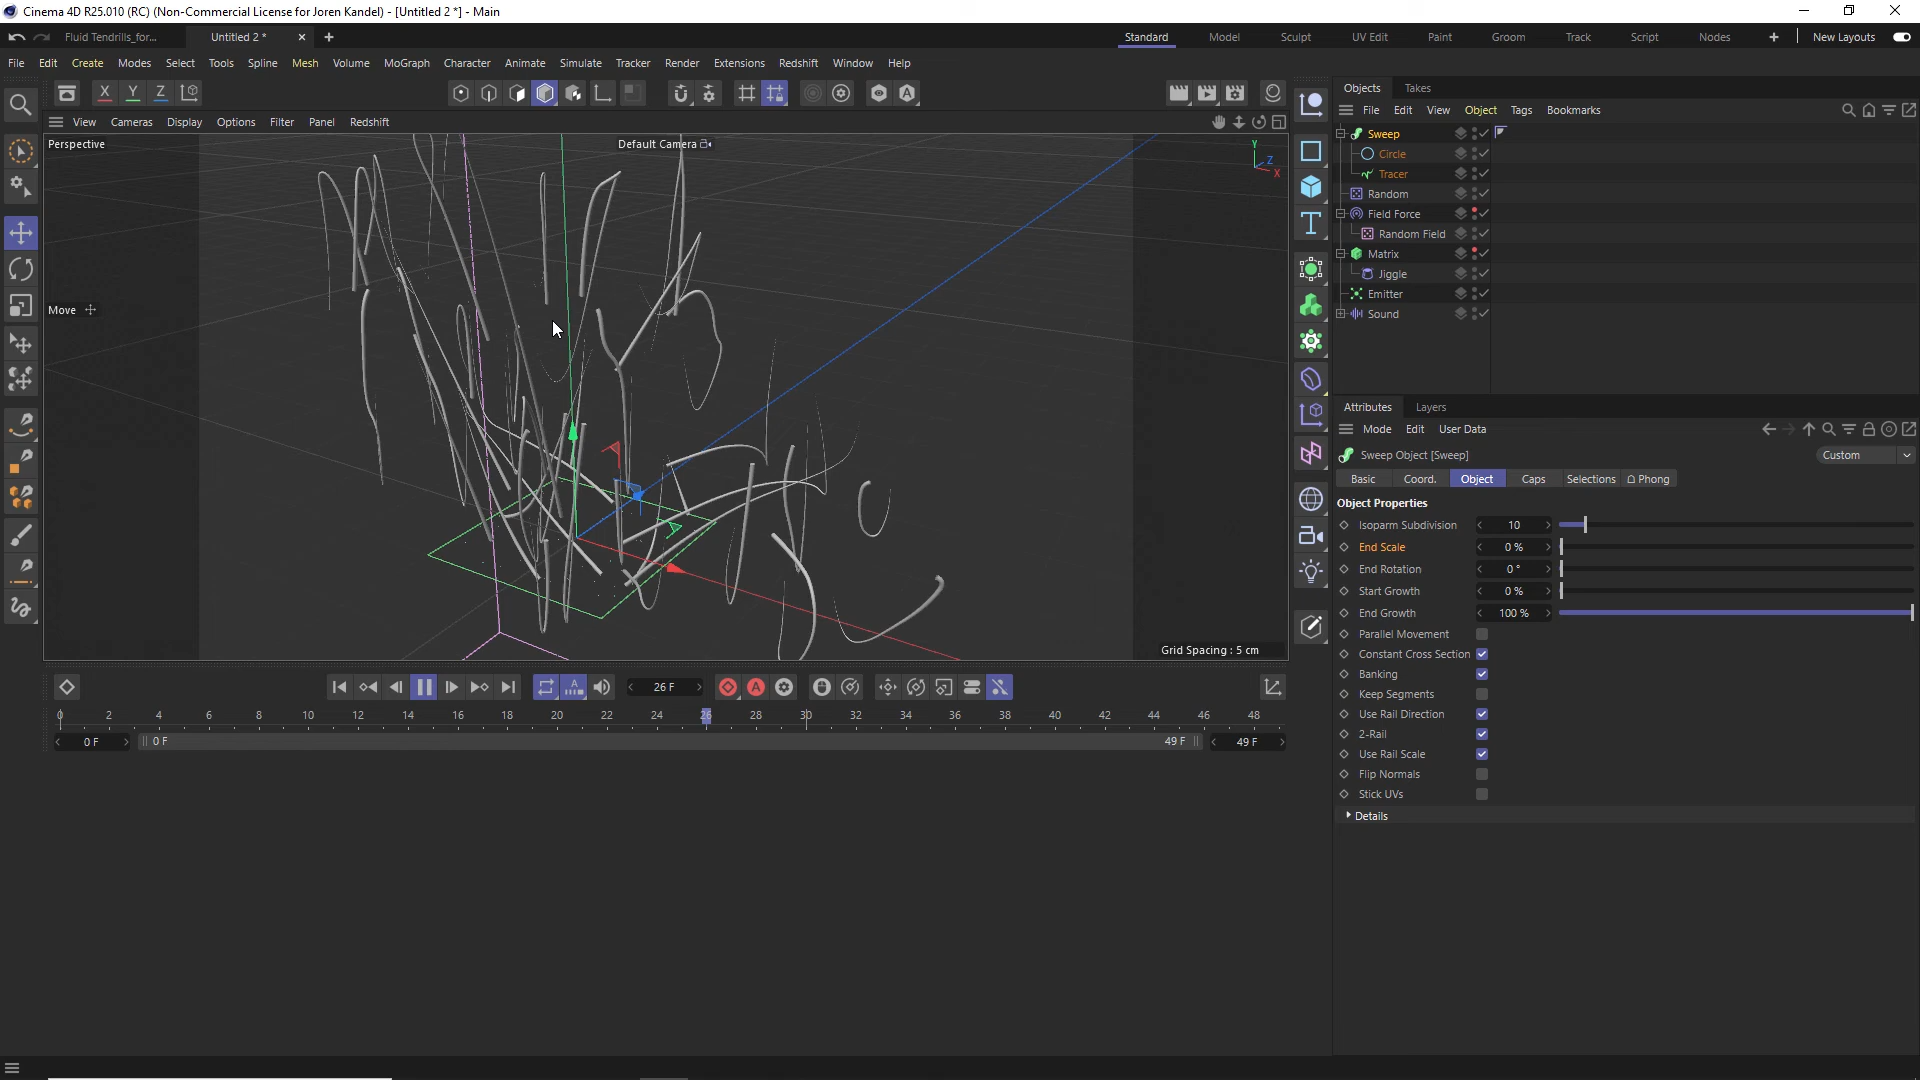 Cinema 4D R25.010 (RC) (Non-Commercial License for Joren Kandel) - [Untitled 2 *] - Main
Fluid Tendrills_for...
Untitled 2 *
Standard Model Sculpt UV Edit Paint Groom Track Script Nodes New Layouts
File Edit Create Modes Select Tools Spline Mesh Volume MoGraph Character Animate Simulate Tracker Render Extensions Redshift Window Help
X Y Z
View Cameras Display Options Filter Panel Redshift
Perspective
Default Camera
Y
Z
X
Move
Grid Spacing : 5 cm
26 F
0 2 4 6 8 10 12 14 16 18 20 22 24 26 28 30 32 34 36 38 40 42 44 46 48
0 F
0 F
49 F
49 F
Objects Takes
File Edit View Object Tags Bookmarks
Sweep
Circle
Tracer
Random
Field Force
Random Field
Matrix
Jiggle
Emitter
Sound
Attributes Layers
Mode Edit User Data
Sweep Object [Sweep]
Custom
Basic Coord. Object Caps Selections Phong
Object Properties
Isoparm Subdivision 10
End Scale 0 %
End Rotation 0 °
Start Growth 0 %
End Growth 100 %
Parallel Movement
Constant Cross Section
Banking
Keep Segments
Use Rail Direction
2-Rail
Use Rail Scale
Flip Normals
Stick UVs
Details